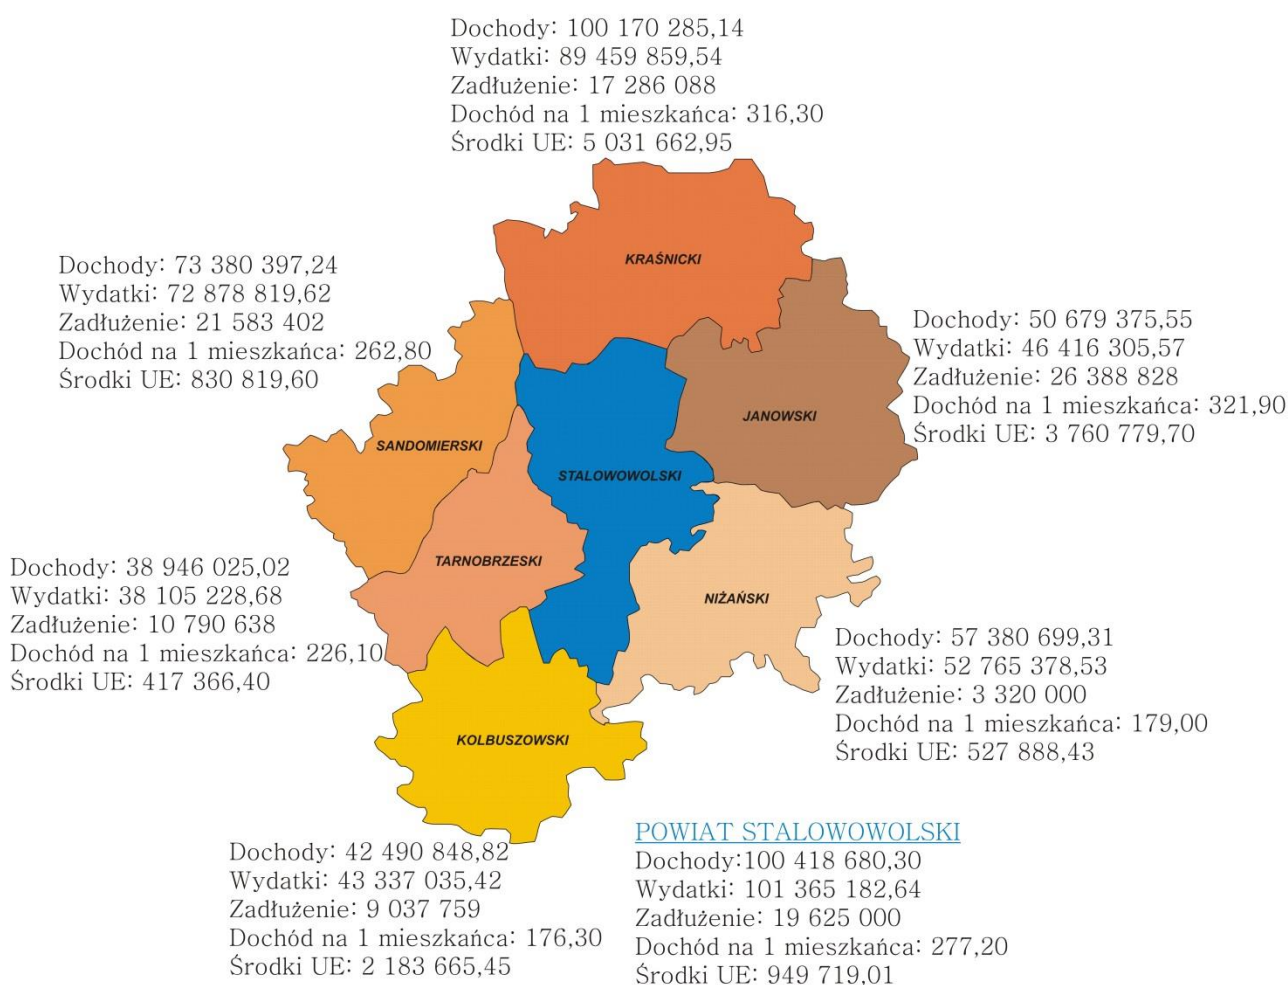 Dochody: 100 170 285,14
Wydatki: 89 459 859,54
Zadłużenie: 17 286 088
Dochód na 1 mieszkańca: 316,30
Środki UE: 5 031 662,95
KRAŚNICKI
Dochody: 73 380 397,24
Wydatki: 72 878 819,62
Zadłużenie: 21 583 402
Dochód na 1 mieszkańca: 262,80
Środki UE: 830 819,60
Dochody: 50 679 375,55
Wydatki: 46 416 305,57
Zadłużenie: 26 388 828
Dochód na 1 mieszkańca: 321,90
Środki UE: 3 760 779,70
JANOWSKI
SANDOMIERSKI
STALOWOWOLSKI
TARNOBRZESKI
NIŻAŃSKI
Dochody: 38 946 025,02
Wydatki: 38 105 228,68
Zadłużenie: 10 790 638
Dochód na 1 mieszkańca: 226,10
Środki UE: 417 366,40
Dochody: 57 380 699,31
Wydatki: 52 765 378,53
Zadłużenie: 3 320 000
Dochód na 1 mieszkańca: 179,00
Środki UE: 527 888,43
KOLBUSZOWSKI
Dochody: 42 490 848,82
Wydatki: 43 337 035,42
Zadłużenie: 9 037 759
Dochód na 1 mieszkańca: 176,30
Środki UE: 2 183 665,45
POWIAT STALOWOWOLSKI
Dochody:100 418 680,30
Wydatki: 101 365 182,64
Zadłużenie: 19 625 000
Dochód na 1 mieszkańca: 277,20
Środki UE: 949 719,01